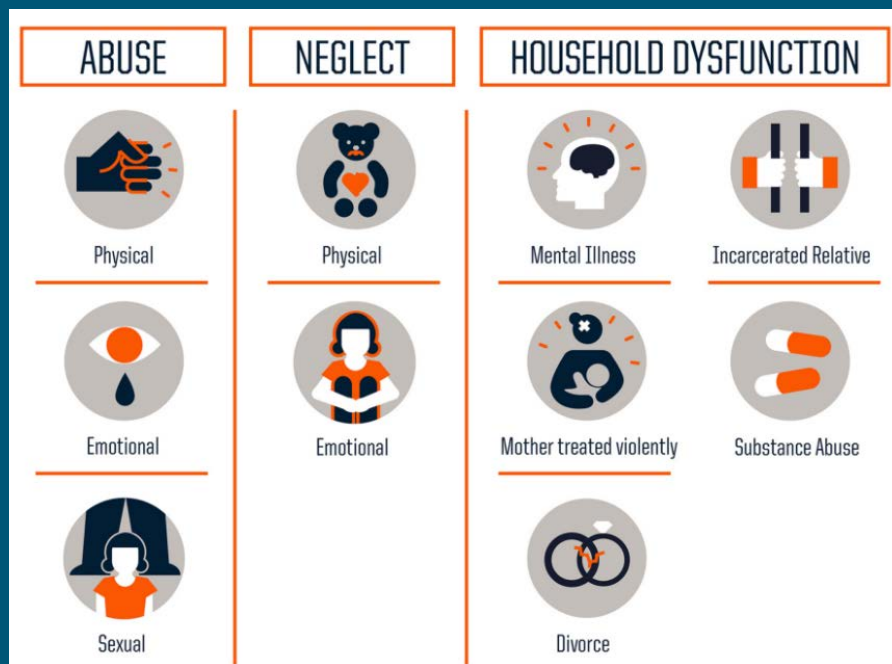 ABUSE
Physical
Emotional
Sexual
NEGLECT
Physical
Emotional
HOUSEHOLD DYSFUNCTION
Mental Illness
Incarcerated Relative
Mother treated violently
Substance Abuse
Divorce